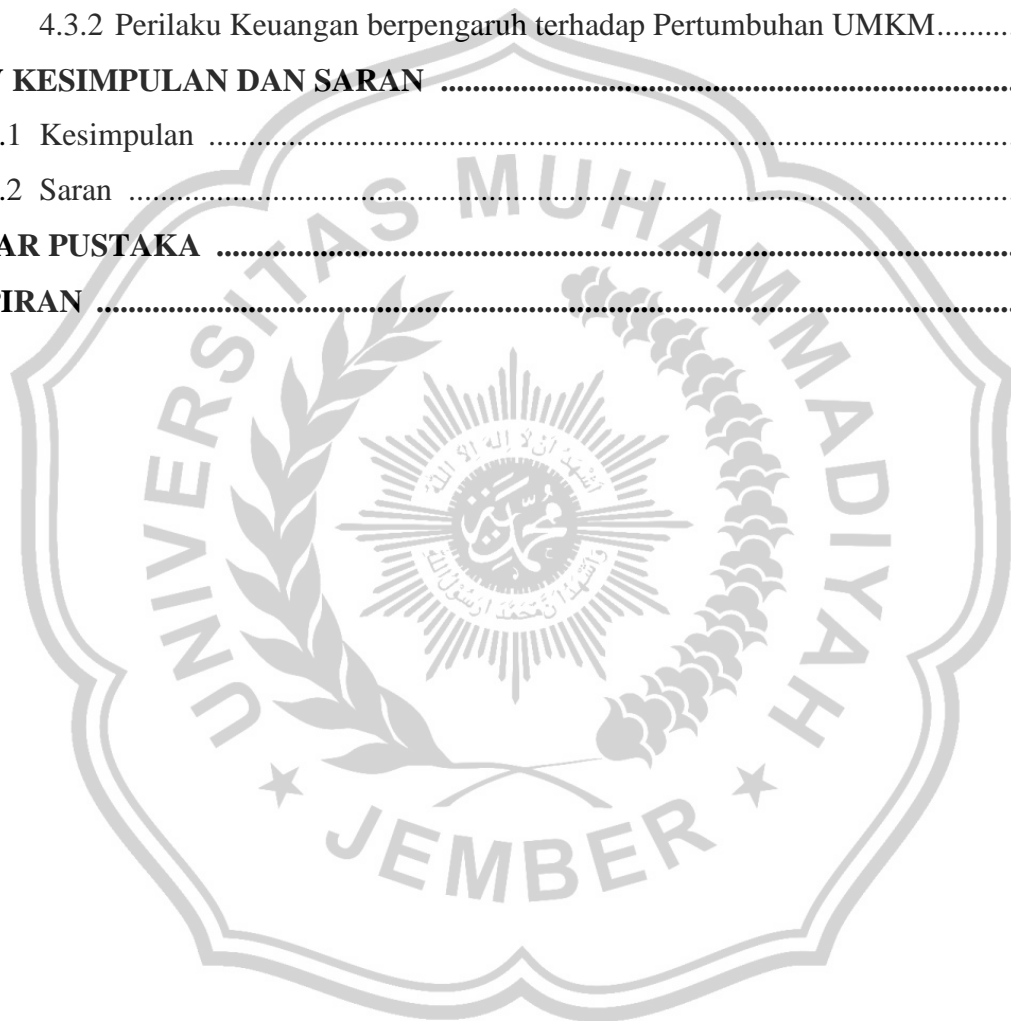 4.3.2 Perilaku Keuangan berpengaruh terhadap Pertumbuhan UMKM..........
V KESIMPULAN DAN SARAN ................................................................
.1 Kesimpulan ................................................................
.2 Saran ................................................................
AR PUSTAKA ................................................................
PIRAN ................................................................
UNIVERSITAS MUHAMMADIYAH
JEMBER